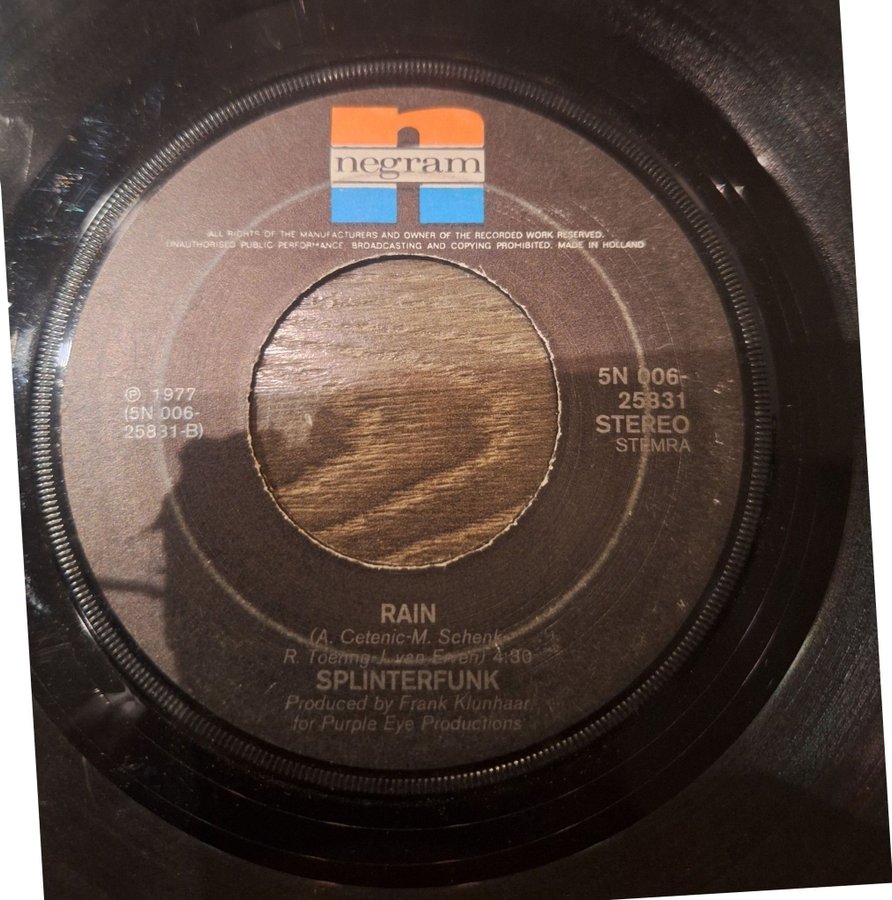 negram
ALL RIGHTS OF THE MANUFACTURERS AND OWNER OF THE RECORDED WORK RESERVED.
UNAUTHORISED PUBLIC PERFORMANCE, BROADCASTING AND COPYING PROHIBITED. MADE IN HOLLAND
℗ 1977
(5N 006-
25831-B)
5N 006-
25831
STEREO
STEMRA
RAIN
(A. Cetenic-M. Schenk
R. Toering-J. van Erven) 4:30
SPLINTERFUNK
Produced by Frank Klunhaar
for Purple Eye Productions